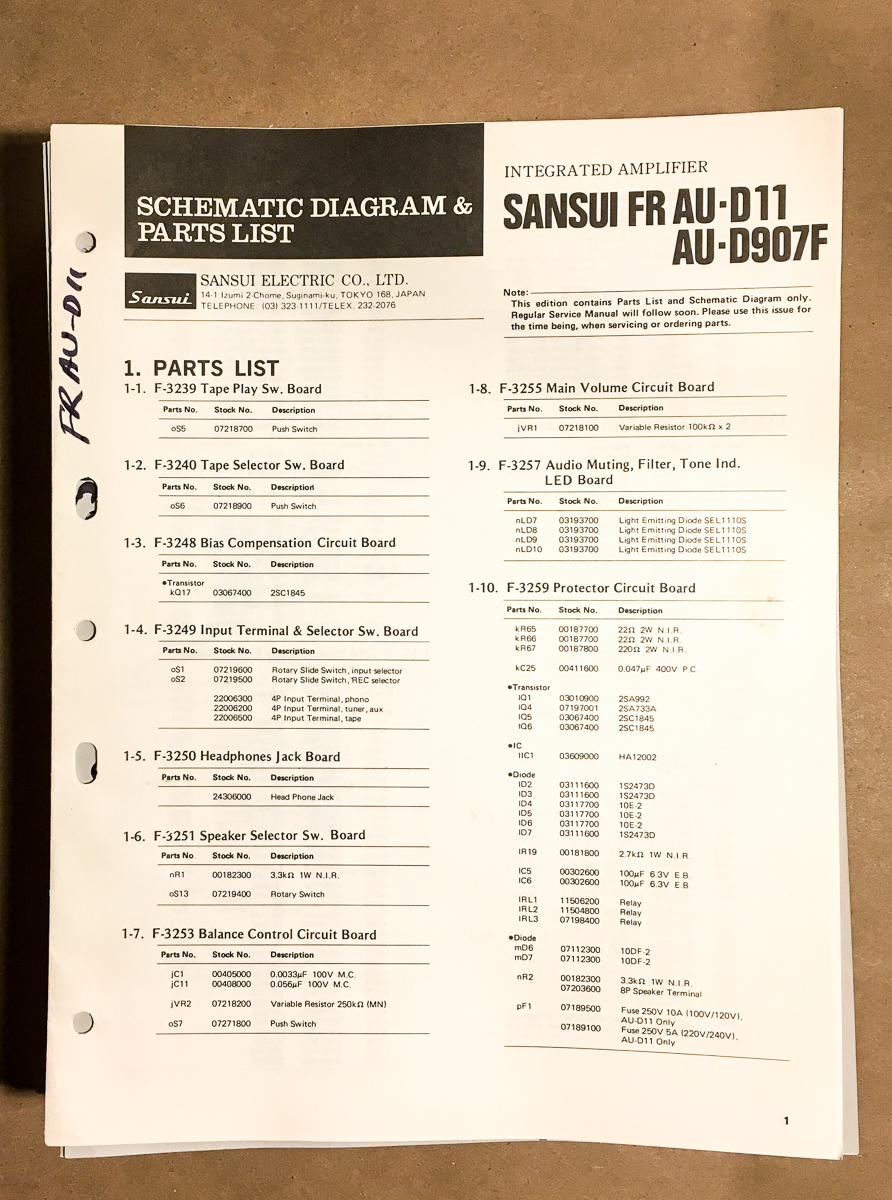 FR AU-D11
SCHEMATIC DIAGRAM &
PARTS LIST
INTEGRATED AMPLIFIER
SANSUI FR AU-D11
AU-D907F
Sansui
SANSUI ELECTRIC CO., LTD.
14-1 Izumi 2-Chome, Suginami-ku, TOKYO 168, JAPAN
TELEPHONE: (03) 323-1111/TELEX. 232-2076
Note:
This edition contains Parts List and Schematic Diagram only.
Regular Service Manual will follow soon. Please use this issue for
the time being, when servicing or ordering parts.
1. PARTS LIST
1-1. F-3239 Tape Play Sw. Board
Parts No. Stock No. Description
oS5 07218700 Push Switch
1-2. F-3240 Tape Selector Sw. Board
Parts No. Stock No. Description
oS6 07218900 Push Switch
1-3. F-3248 Bias Compensation Circuit Board
Parts No. Stock No. Description
●Transistor
kQ17 03067400 2SC1845
1-4. F-3249 Input Terminal & Selector Sw. Board
Parts No. Stock No. Description
oS1 07219600 Rotary Slide Switch, input selector
oS2 07219500 Rotary Slide Switch, REC selector
22006300 4P Input Terminal, phono
22006200 4P Input Terminal, tuner, aux
22006500 4P Input Terminal, tape
1-5. F-3250 Headphones Jack Board
Parts No. Stock No. Description
24306000 Head Phone Jack
1-6. F-3251 Speaker Selector Sw. Board
Parts No. Stock No. Description
nR1 00182300 3.3kΩ 1W N.I.R.
oS13 07219400 Rotary Switch
1-7. F-3253 Balance Control Circuit Board
Parts No. Stock No. Description
jC1 00405000 0.0033μF 100V M.C.
jC11 00408000 0.056μF 100V M.C.
jVR2 07218200 Variable Resistor 250kΩ (MN)
oS7 07271800 Push Switch
1-8. F-3255 Main Volume Circuit Board
Parts No. Stock No. Description
jVR1 07218100 Variable Resistor 100kΩ x 2
1-9. F-3257 Audio Muting, Filter, Tone Ind.
LED Board
Parts No. Stock No. Description
nLD7 03193700 Light Emitting Diode SEL1110S
nLD8 03193700 Light Emitting Diode SEL1110S
nLD9 03193700 Light Emitting Diode SEL1110S
nLD10 03193700 Light Emitting Diode SEL1110S
1-10. F-3259 Protector Circuit Board
Parts No. Stock No. Description
kR65 00187700 22Ω 2W N.I.R.
kR66 00187700 22Ω 2W N.I.R.
kR67 00187800 220Ω 2W N.I.R.
kC25 00411600 0.047μF 400V P.C.
●Transistor
IQ1 03010900 2SA992
IQ4 07197001 2SA733A
IQ5 03067400 2SC1845
IQ6 03067400 2SC1845
●IC
IIC1 03609000 HA12002
●Diode
ID2 03111600 1S2473D
ID3 03111600 1S2473D
ID4 03117700 10E-2
ID5 03117700 10E-2
ID6 03117700 10E-2
ID7 03111600 1S2473D
IR19 00181800 2.7kΩ 1W N.I.R.
IC5 00302600 100μF 6.3V E.B.
IC6 00302600 100μF 6.3V E.B.
IRL1 11506200 Relay
IRL2 11504800 Relay
IRL3 07198400 Relay
●Diode
mD6 07112300 10DF-2
mD7 07112300 10DF-2
nR2 00182300 3.3kΩ 1W N.I.R.
07203600 8P Speaker Terminal
pF1 07189500 Fuse 250V 10A (100V/120V),
AU-D11 Only
07189100 Fuse 250V 5A (220V/240V),
AU-D11 Only
1